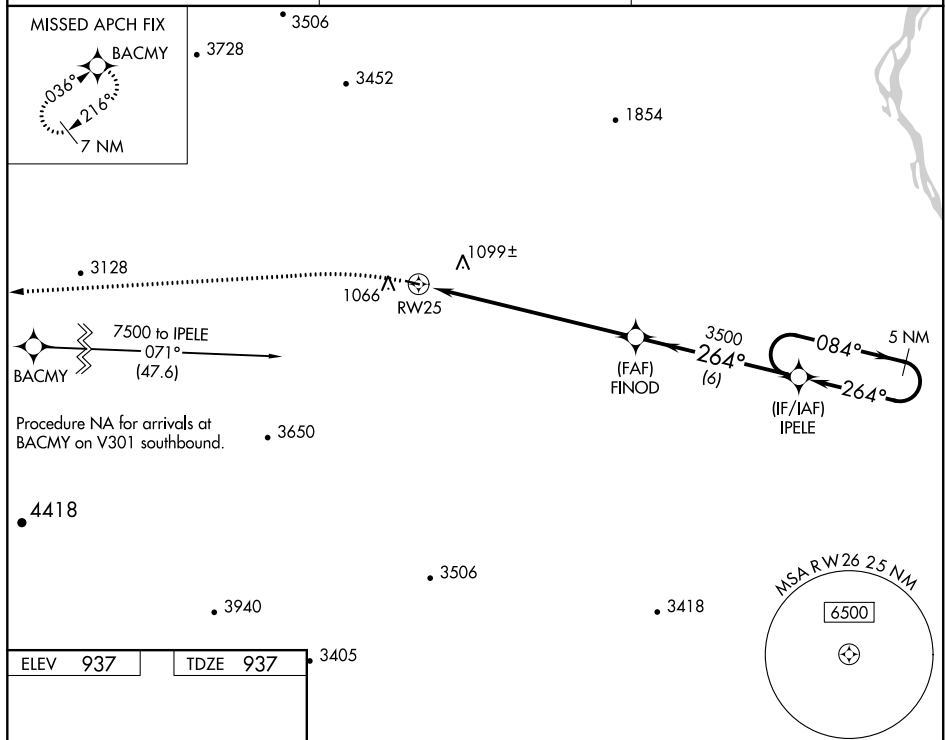 MISSED APCH FIX
BACMY
036°
216°
7 NM
3506
3728
3452
1854
3128
1099±
1066
RW25
7500 to IPELE
071°
(47.6)
BACMY
3500
264°
(6)
(FAF)
FINOD
084°
5 NM
264°
(IF/IAF)
IPELE
Procedure NA for arrivals at
BACMY on V301 southbound.
3650
4418
3506
3940
3418
MSA RW26 25 NM
6500
3405
ELEV 937
TDZE 937